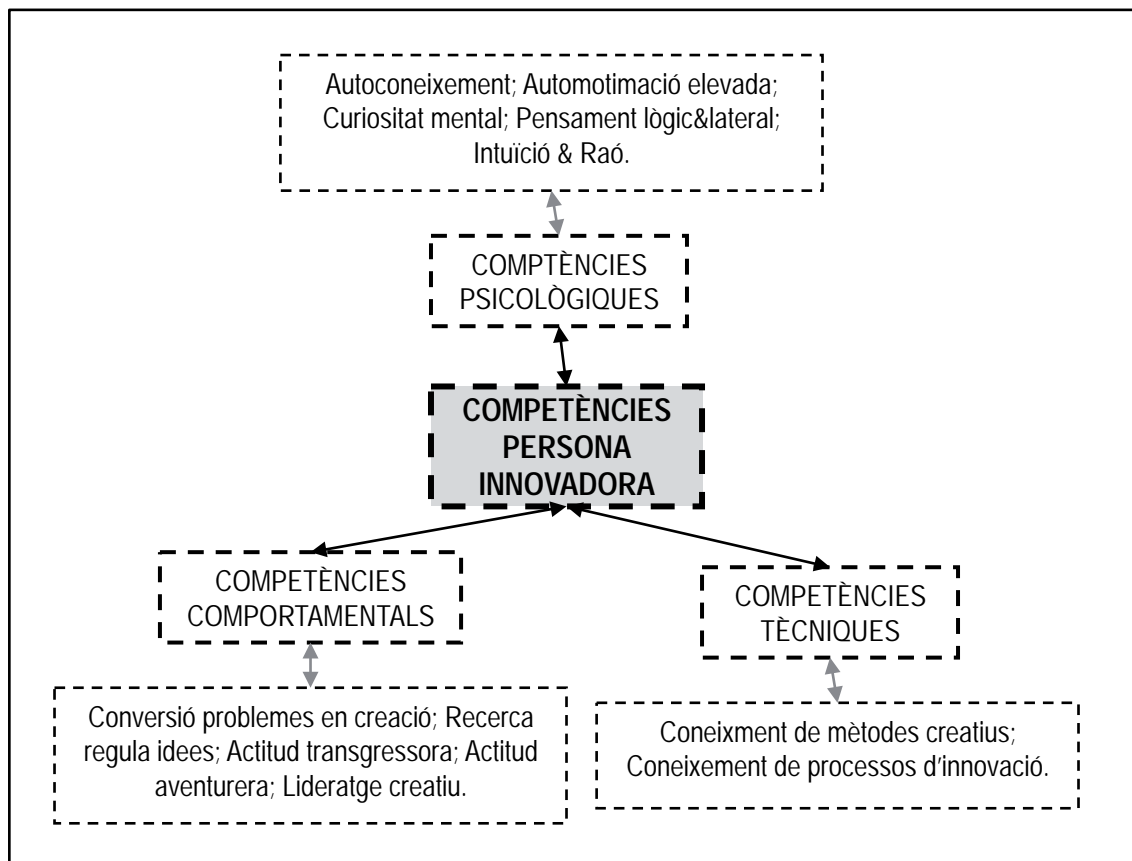 Autoconeixement; Automotimació elevada;
Curiositat mental; Pensament lògic&lateral;
Intuïció & Raó.
COMPTÈNCIES
PSICOLÒGIQUES
COMPETÈNCIES
PERSONA
INNOVADORA
COMPETÈNCIES
COMPORTAMENTALS
COMPETÈNCIES
TÈCNIQUES
Conversió problemes en creació; Recerca
regula idees; Actitud transgressora; Actitud
aventurera; Lideratge creatiu.
Coneixment de mètodes creatius;
Coneixement de processos d'innovació.